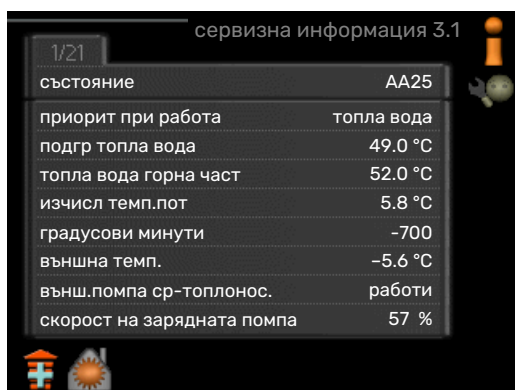 сервизна информация 3.1
1/21
състояние AA25
приорит при работа топла вода
подгр топла вода 49.0 °C
топла вода горна част 52.0 °C
изчисл темп.пот 5.8 °C
градусови минути -700
външна темп. –5.6 °C
външ.помпа ср-топлонос. работи
скорост на зарядната помпа 57 %